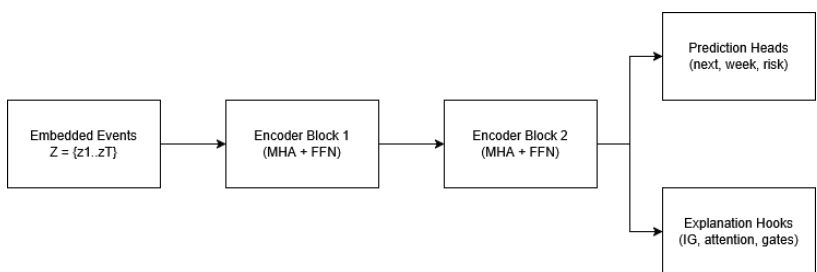 Embedded Events
Z = {z1..zT}
Encoder Block 1
(MHA + FFN)
Encoder Block 2
(MHA + FFN)
Prediction Heads
(next, week, risk)
Explanation Hooks
(IG, attention, gates)